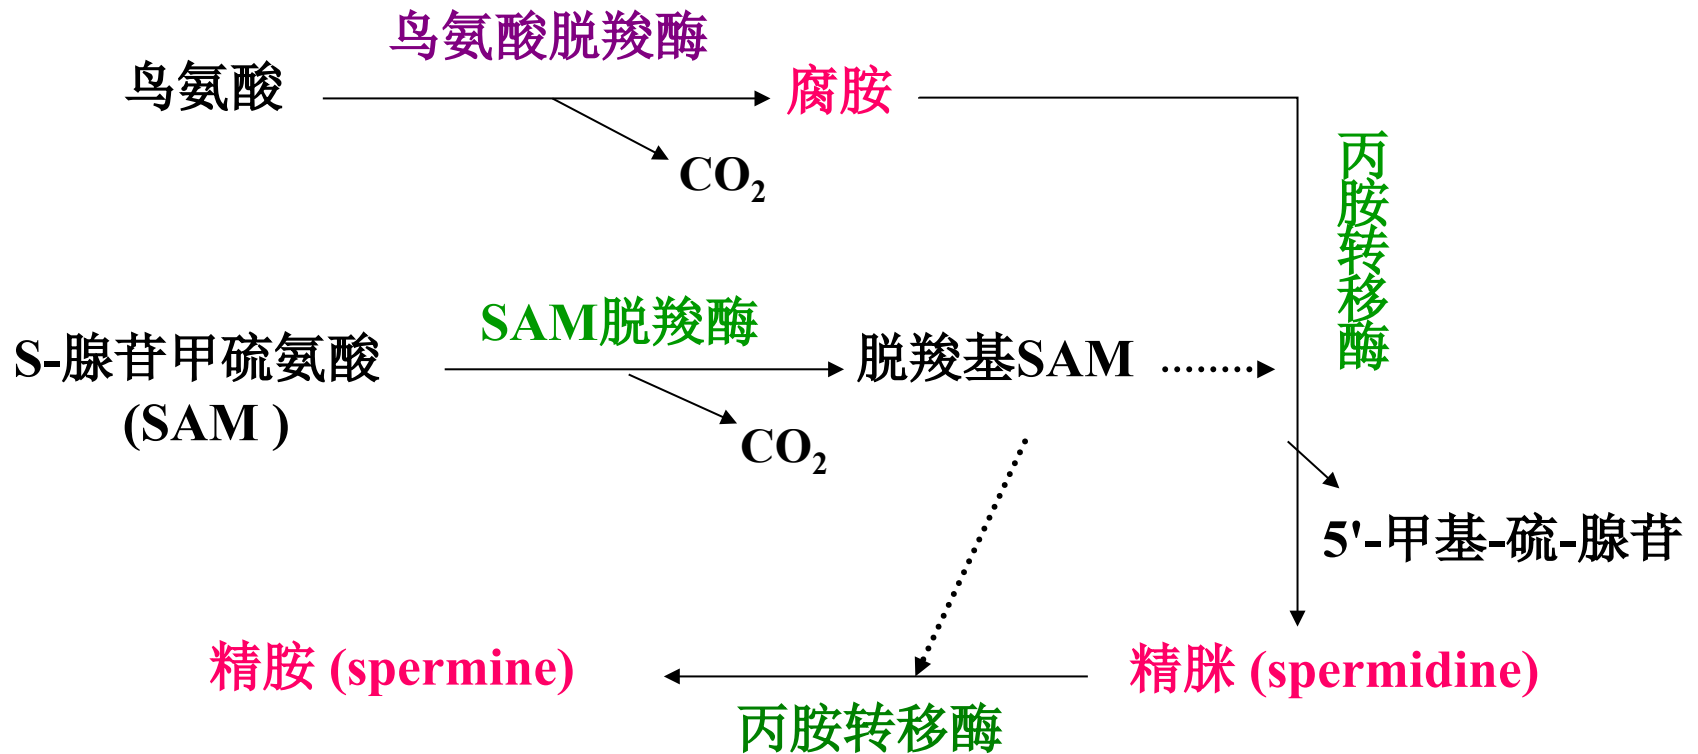 鸟氨酸脱羧酶
鸟氨酸
腐胺
CO₂
丙胺转移酶
SAM脱羧酶
S-腺苷甲硫氨酸
(SAM )
脱羧基SAM
CO₂
5'-甲基-硫-腺苷
精胺 (spermine)
精脒 (spermidine)
丙胺转移酶